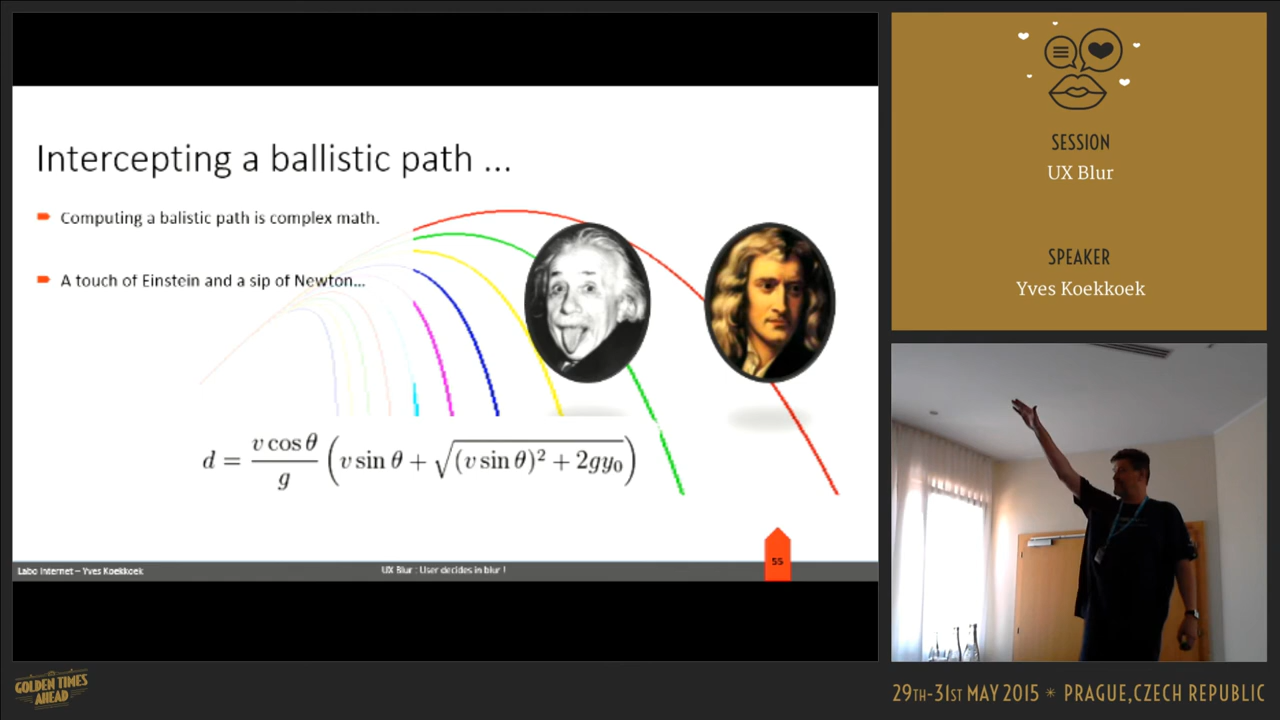 Intercepting a ballistic path ...
Computing a balistic path is complex math.
A touch of Einstein and a sip of Newton...
d = \frac{v \cos θ}{g} ( v \sin θ + \sqrt{(v \sin θ)² + 2gy₀} )
55
Labo Internet – Yves Koekkoek
UX Blur : User decides in blur !
SESSION
UX Blur
SPEAKER
Yves Koekkoek
GOLDEN TIMES
AHEAD
29TH-31ST MAY 2015 * PRAGUE, CZECH REPUBLIC